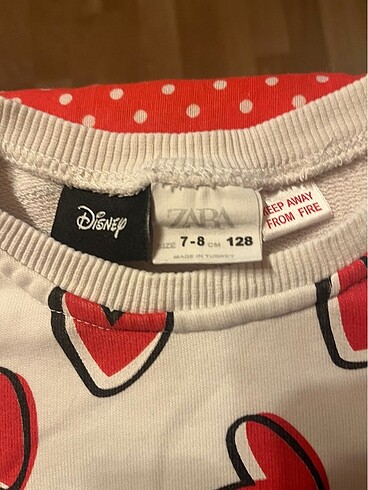 Disney
ZARA
SIZE 7-8 CM 128
MADE IN TURKEY
KEEP AWAY
FROM FIRE